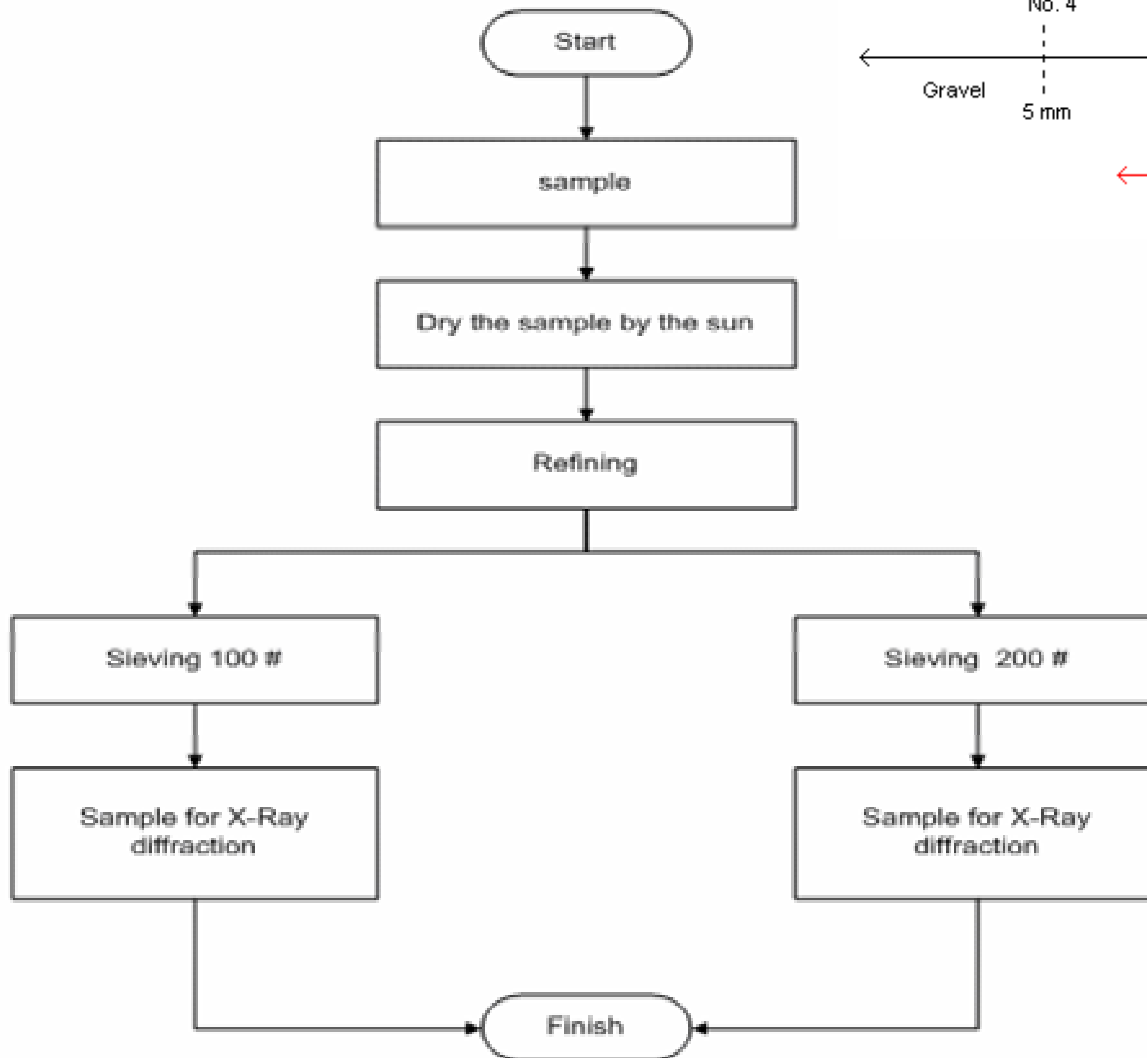 Start
No. 4
Gravel
5 mm
sample
Dry the sample by the sun
Refining
Sieving 100 #
Sieving 200 #
Sample for X-Ray
diffraction
Sample for X-Ray
diffraction
Finish